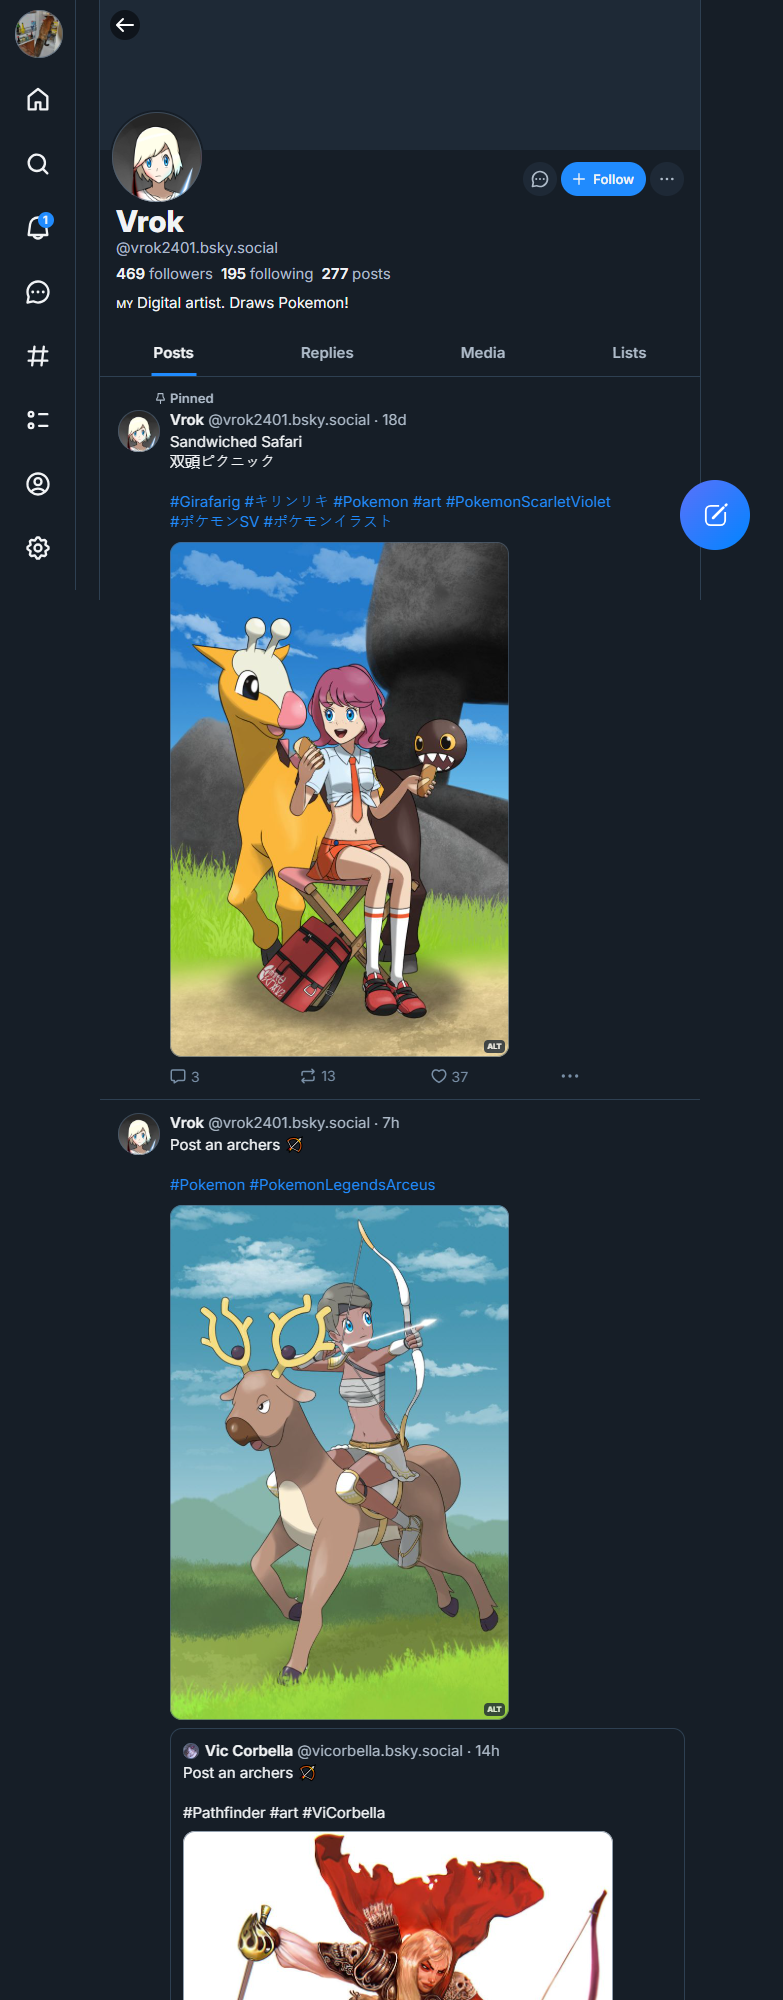 1
Follow
Vrok
@vrok2401.bsky.social
469 followers 195 following 277 posts
MY Digital artist. Draws Pokemon!
Posts Replies Media Lists
Pinned
Vrok @vrok2401.bsky.social · 18d
Sandwiched Safari
双頭ピクニック
#Girafarig #キリンリキ #Pokemon #art #PokemonScarletViolet
#ポケモンSV #ポケモンイラスト
ALT
3 13 37
Vrok @vrok2401.bsky.social · 7h
Post an archers 🏹
#Pokemon #PokemonLegendsArceus
ALT
Vic Corbella @vicorbella.bsky.social · 14h
Post an archers 🏹
#Pathfinder #art #ViCorbella